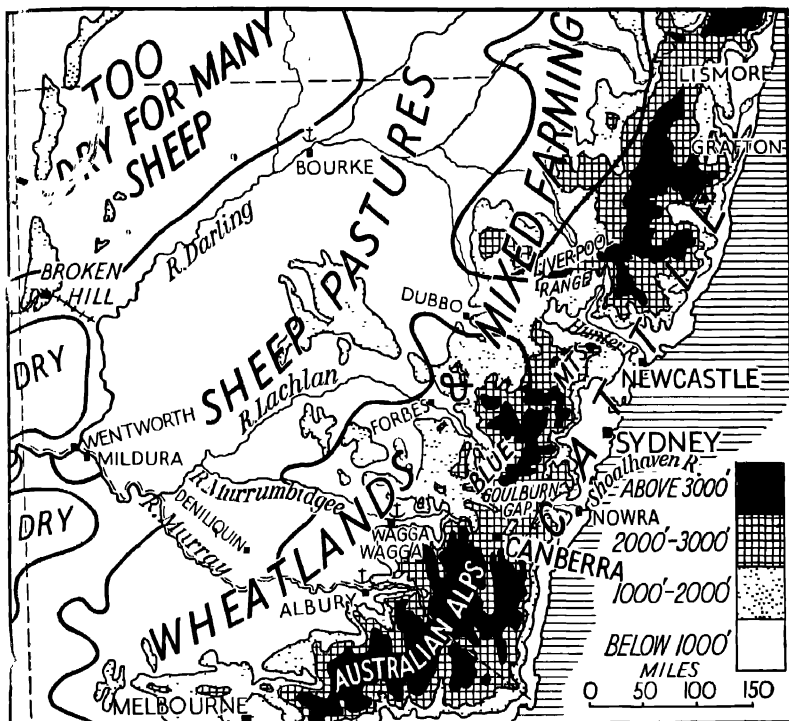 TOO
DRY FOR MANY
SHEEP
SHEEP PASTURES
WHEATLANDS & MIXED FARMING
CATTLE
LISMORE
GRAFTON
BOURKE
R. Darling
BROKEN
HILL
LIVERPOOL
RANGE
DUBBO
Hunter R.
DRY
MTS
NEWCASTLE
R. Lachlan
WENTWORTH
FORBES
MILDURA
SYDNEY
BLUE
R. Murrumbidgee
Shoalhaven R.
GOULBURN
GAP
DENILIQUIN
R. Murray
NOWRA
DRY
WAGGA
WAGGA
CANBERRA
ALBURY
AUSTRALIAN ALPS
MELBOURNE
ABOVE 3000'
2000'-3000'
1000'-2000'
BELOW 1000'
MILES
0 50 100 150